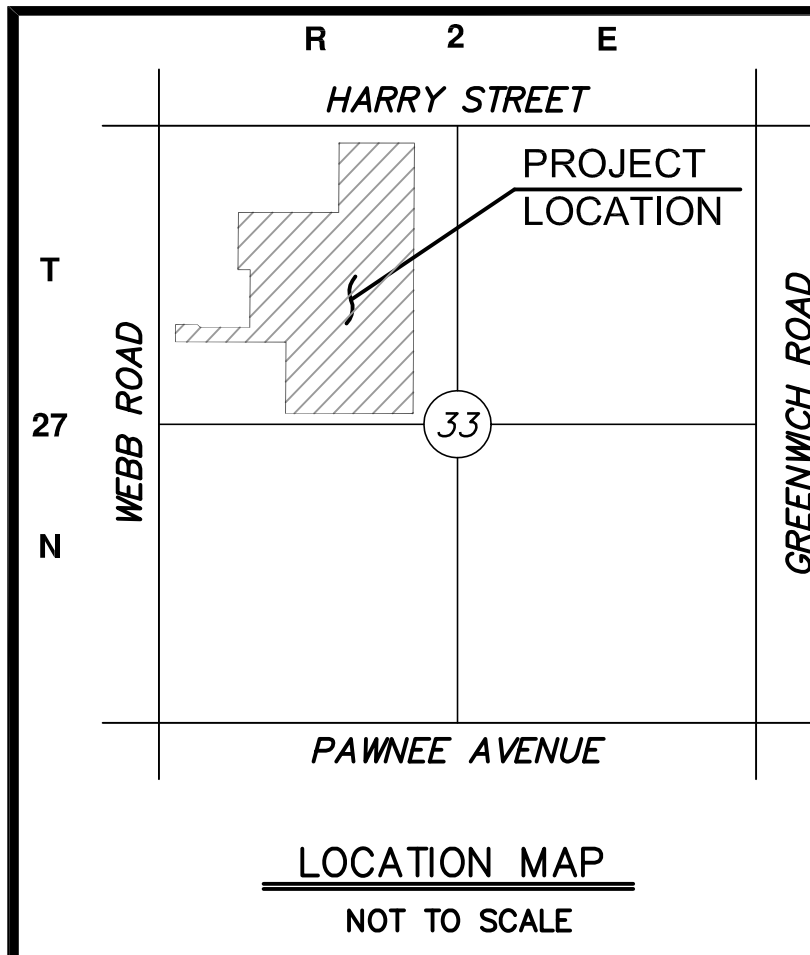 R 2 E
HARRY STREET
PROJECT
LOCATION
T
27
N
WEBB ROAD
GREENWICH ROAD
33
PAWNEE AVENUE
LOCATION MAP
NOT TO SCALE